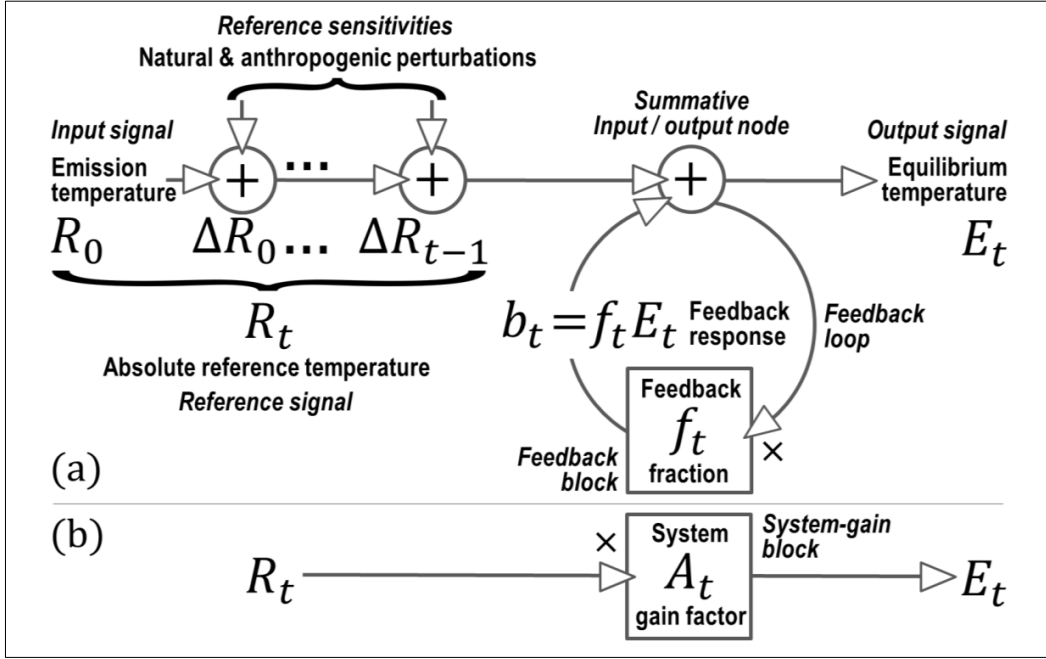 Reference sensitivities
Natural & anthropogenic perturbations
Input signal
Emission
temperature
+
...
+
Summative
Input / output node
+
Output signal
Equilibrium
temperature
R₀
ΔR₀ ... ΔRₜ₋₁
Eₜ
Rₜ
Absolute reference temperature
Reference signal
bₜ = fₜEₜ Feedback
response
Feedback
loop
Feedback
fₜ
fraction
×
Feedback
block
(a)
(b)
Rₜ
×
System
Aₜ
gain factor
System-gain
block
Eₜ